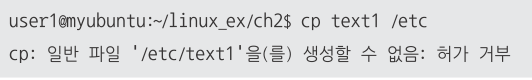 user1@myubuntu:~/linux_ex/ch2$ cp text1 /etc
cp: 일반 파일 '/etc/text1'을(를) 생성할 수 없음: 허가 거부